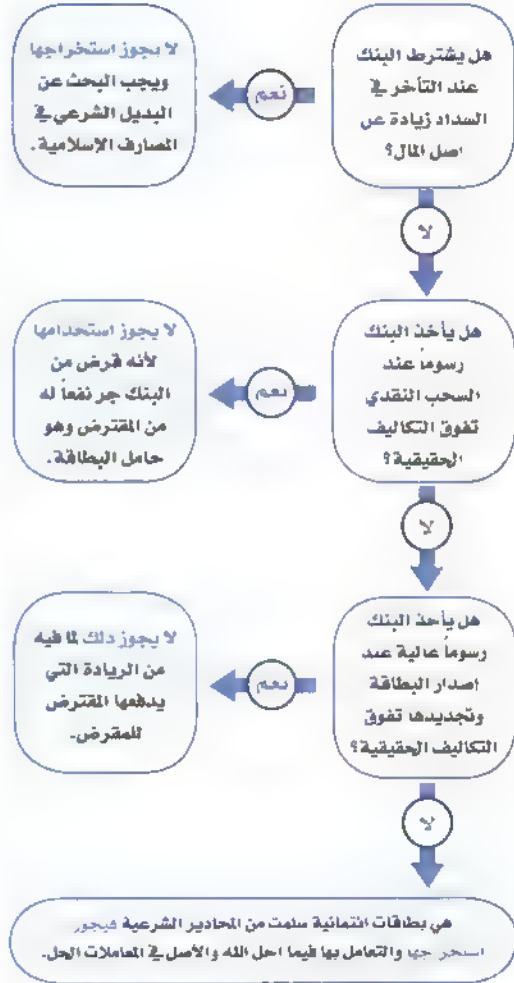 هل يشترط البنك
عند التأخر في
السداد زيادة عن
اصل المال؟
نعم
لا يجوز استخراجها
ويجب البحث عن
البديل الشرعي في
المصارف الإسلامية.
لا
هل يأخذ البنك
رسوماً عند
السحب النقدي
تفوق التكاليف
الحقيقية؟
نعم
لا يجوز استخدامها
لأنه قرض من
البنك جر نفعاً له
من المقترض وهو
حامل البطاقة.
لا
هل يأخذ البنك
رسوماً عالية عند
إصدار البطاقة
وتجديدها تفوق
التكاليف الحقيقية؟
نعم
لا يجوز ذلك لما فيه
من الزيادة التي
يدفعها المقترض
للمقرض.
لا
هي بطاقات ائتمانية سلمت من المحاذير الشرعية فيجوز
استخراجها والتعامل بها فيما احل الله والأصل في المعاملات الحل.